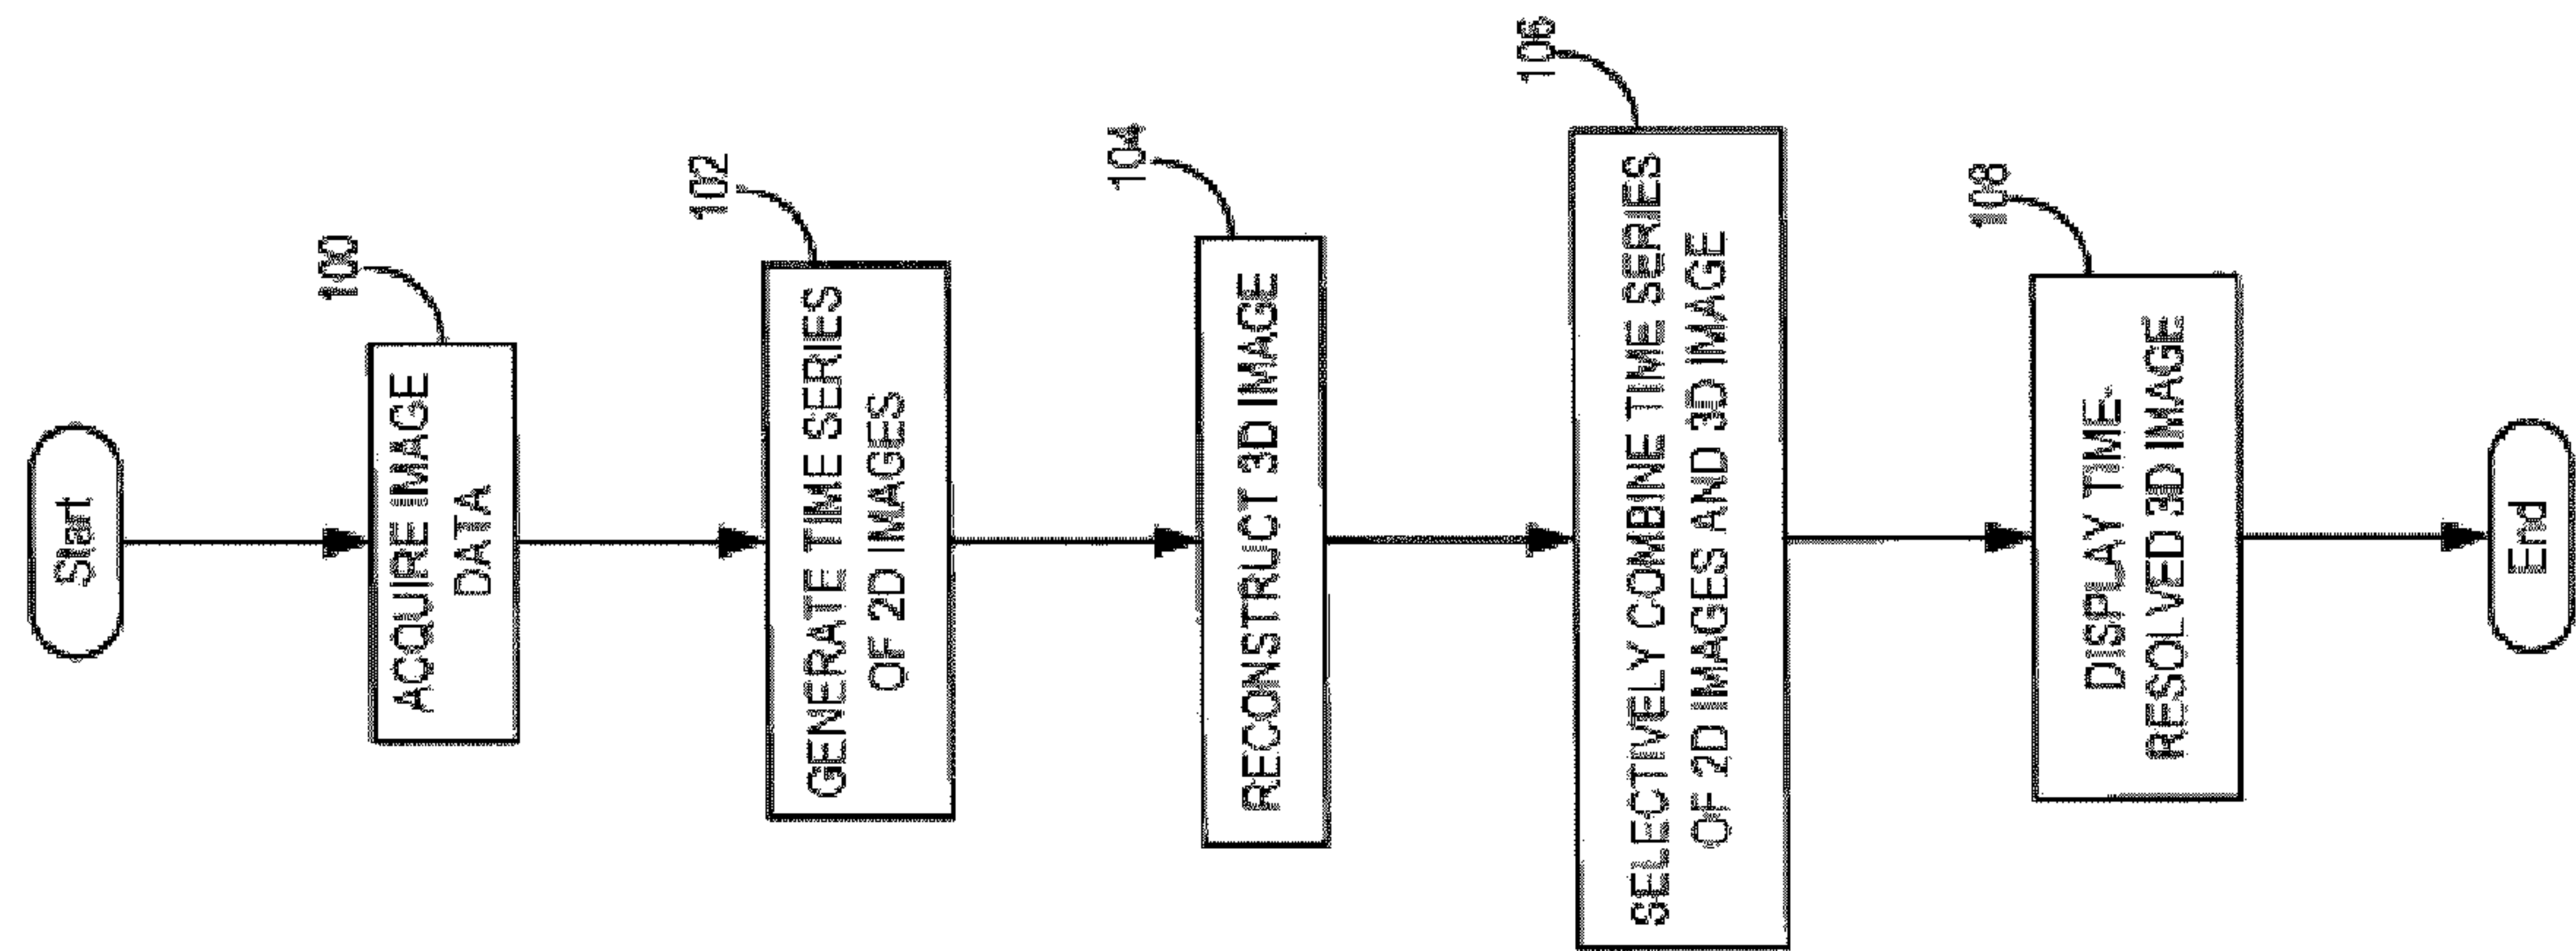 Start
100
ACQUIRE IMAGE
DATA
102
GENERATE TIME SERIES
OF 2D IMAGES
104
RECONSTRUCT 3D IMAGE
106
SELECTIVELY COMBINE TIME SERIES
OF 2D IMAGES AND 3D IMAGE
108
DISPLAY TIME-
RESOLVED 3D IMAGE
End